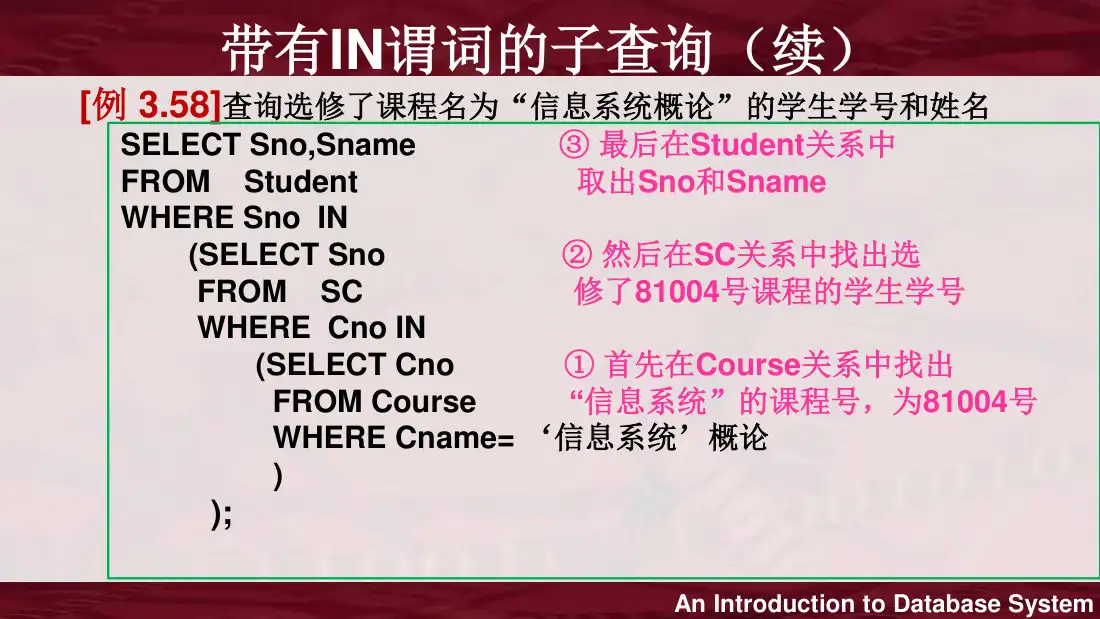 带有IN谓词的子查询（续）
[例 3.58]查询选修了课程名为“信息系统概论”的学生学号和姓名
SELECT Sno,Sname ③ 最后在Student关系中
FROM Student 取出Sno和Sname
WHERE Sno IN
(SELECT Sno ② 然后在SC关系中找出选
FROM SC 修了81004号课程的学生学号
WHERE Cno IN
(SELECT Cno ① 首先在Course关系中找出
FROM Course “信息系统”的课程号，为81004号
WHERE Cname= ‘信息系统’概论
)
);
An Introduction to Database System